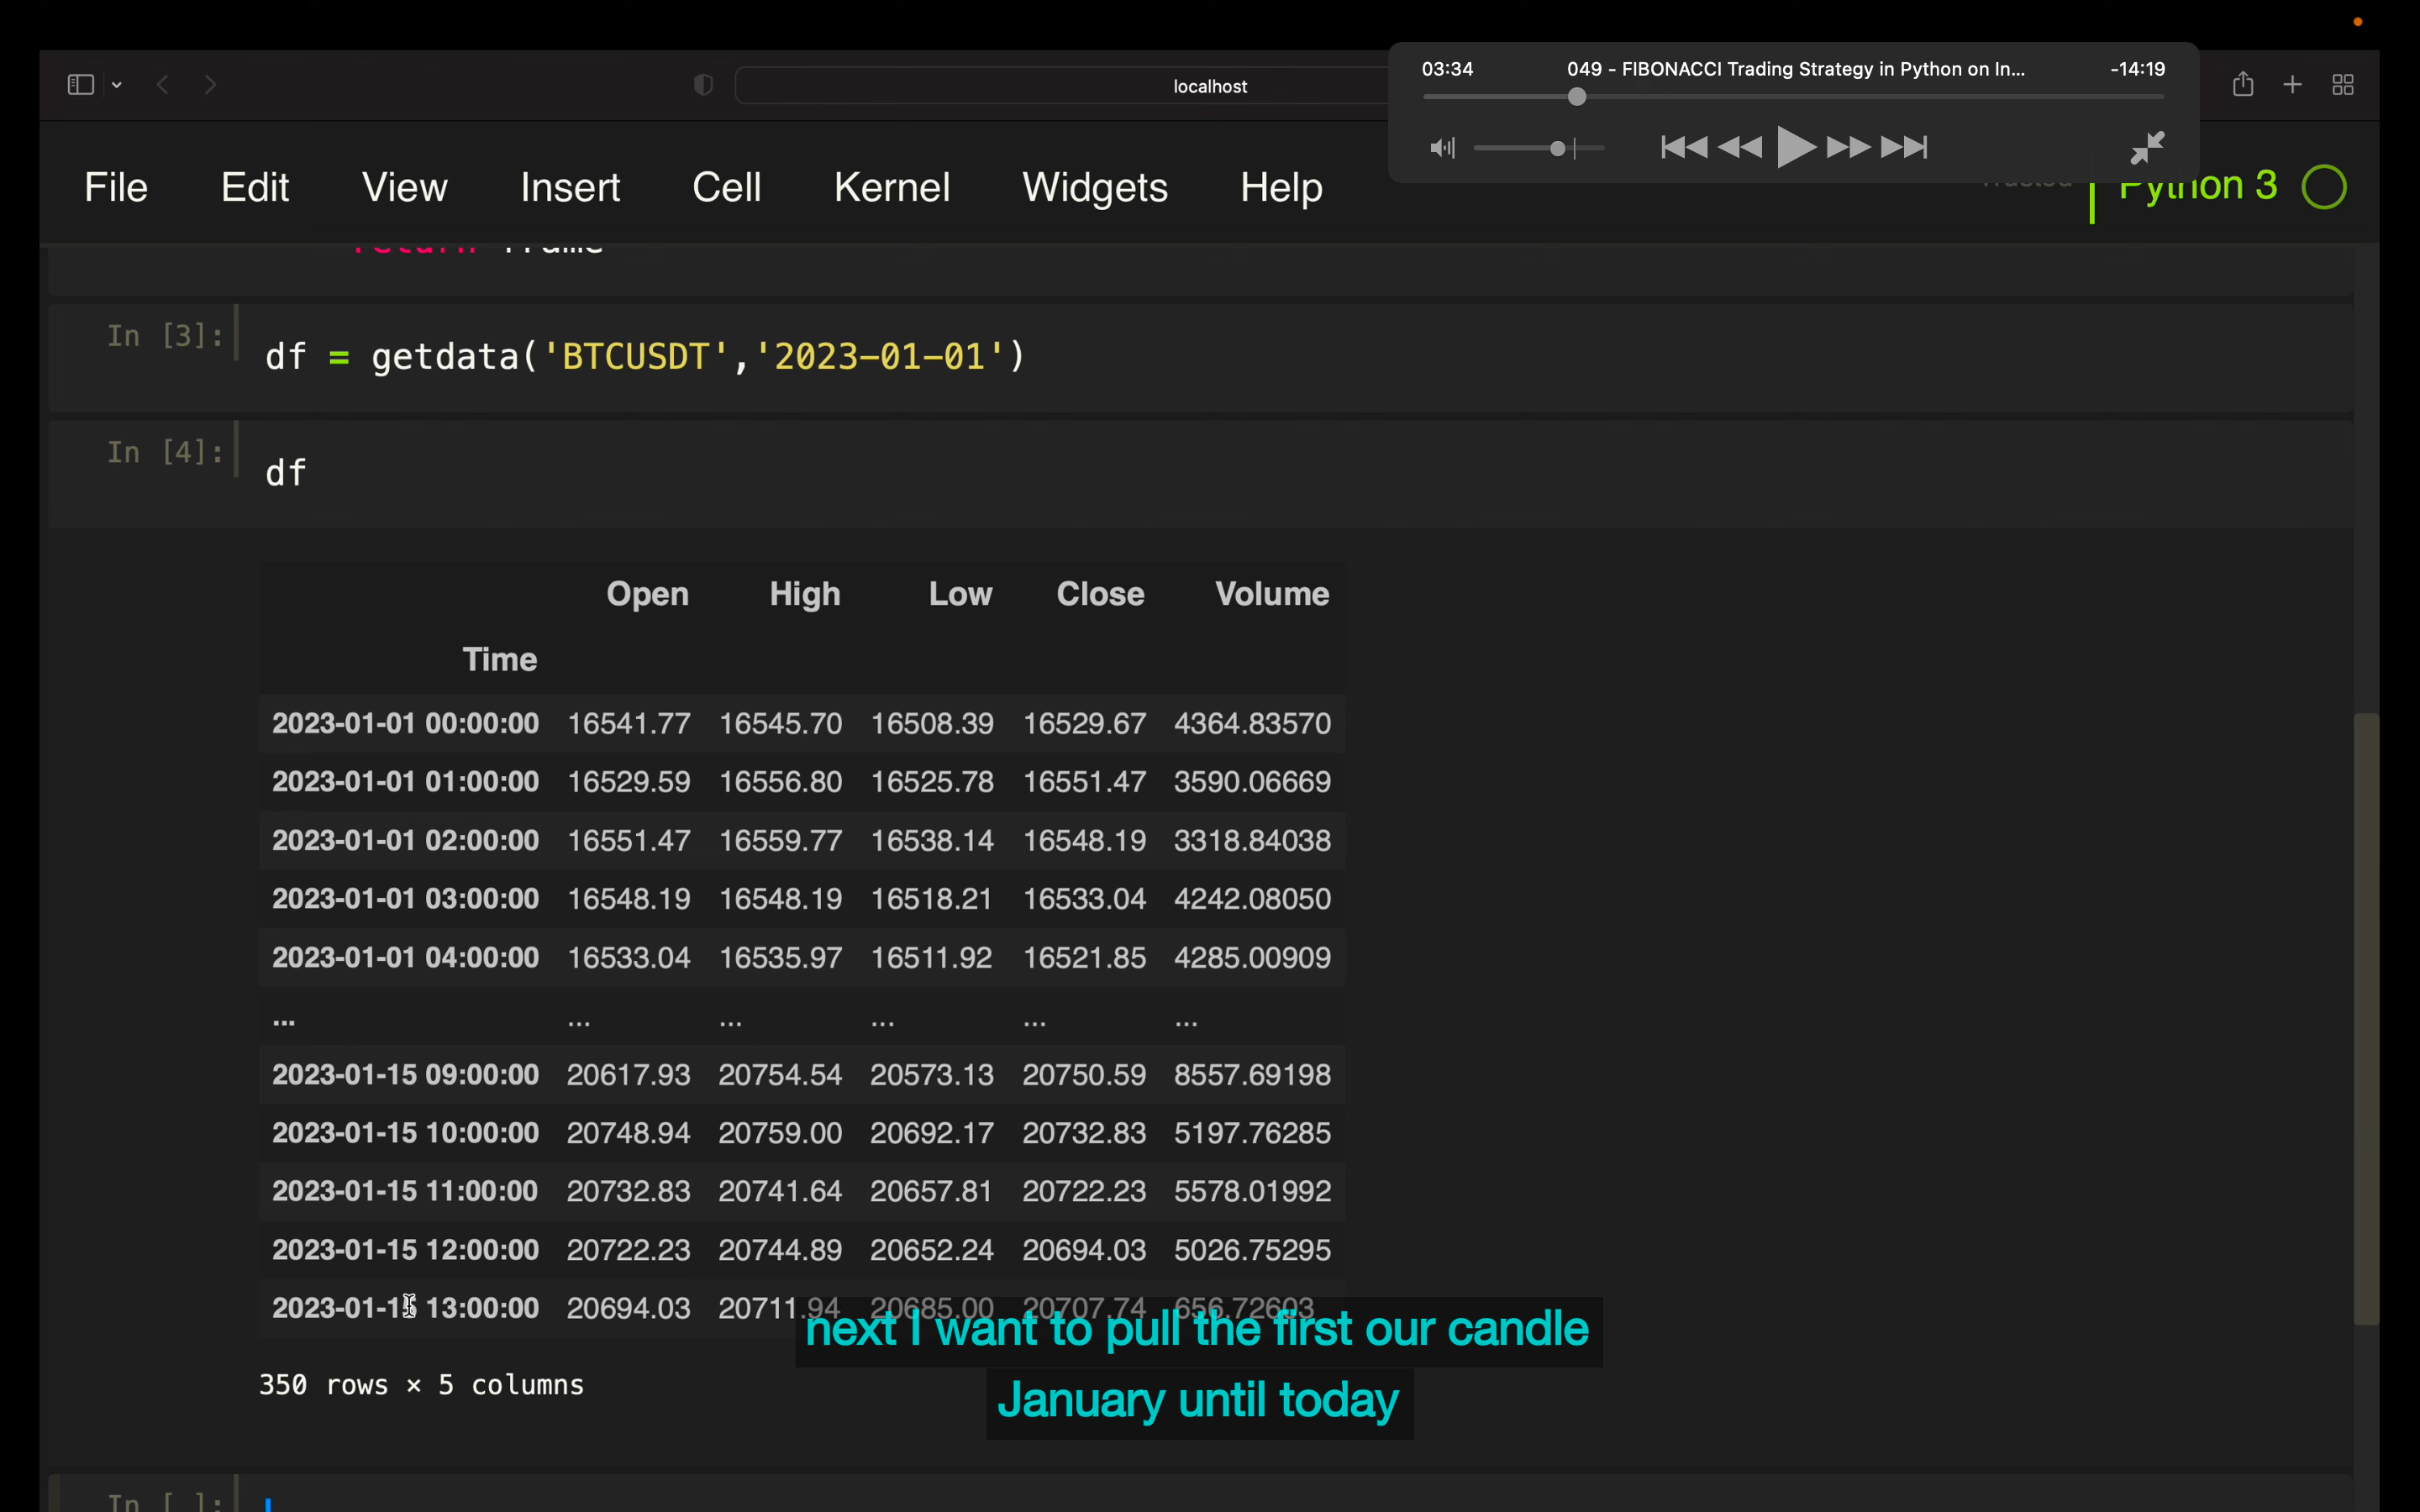 03:34 049 - FIBONACCI Trading Strategy in Python on In... -14:19
localhost
File Edit View Insert Cell Kernel Widgets Help Trusted Python 3
return frame
In [3]: df = getdata('BTCUSDT','2023-01-01')
In [4]: df
Open High Low Close Volume
Time
2023-01-01 00:00:00 16541.77 16545.70 16508.39 16529.67 4364.83570
2023-01-01 01:00:00 16529.59 16556.80 16525.78 16551.47 3590.06669
2023-01-01 02:00:00 16551.47 16559.77 16538.14 16548.19 3318.84038
2023-01-01 03:00:00 16548.19 16548.19 16518.21 16533.04 4242.08050
2023-01-01 04:00:00 16533.04 16535.97 16511.92 16521.85 4285.00909
... ... ... ... ... ...
2023-01-15 09:00:00 20617.93 20754.54 20573.13 20750.59 8557.69198
2023-01-15 10:00:00 20748.94 20759.00 20692.17 20732.83 5197.76285
2023-01-15 11:00:00 20732.83 20741.64 20657.81 20722.23 5578.01992
2023-01-15 12:00:00 20722.23 20744.89 20652.24 20694.03 5026.75295
2023-01-15 13:00:00 20694.03 20711.94 20685.00 20707.74 656.72603
next I want to pull the first our candle
January until today
350 rows × 5 columns
In [ ]: